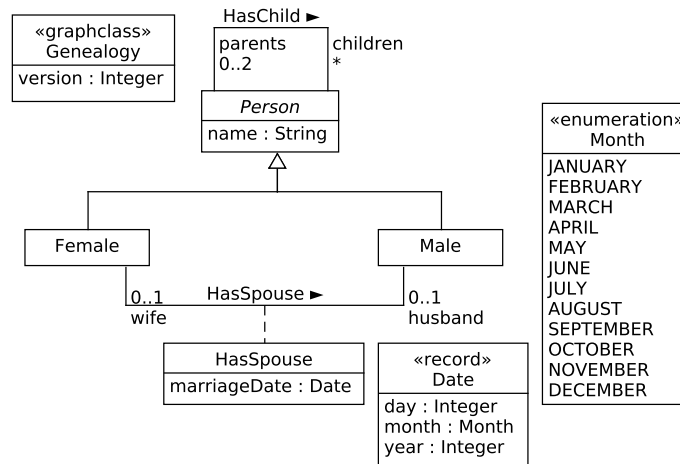 HasChild ►
«graphclass»
Genealogy
version : Integer
parents
0..2
children
*
Person
name : String
«enumeration»
Month
JANUARY
FEBRUARY
MARCH
APRIL
MAY
JUNE
JULY
AUGUST
SEPTEMBER
OCTOBER
NOVEMBER
DECEMBER
Female
Male
0..1
wife
HasSpouse ►
0..1
husband
HasSpouse
marriageDate : Date
«record»
Date
day : Integer
month : Month
year : Integer